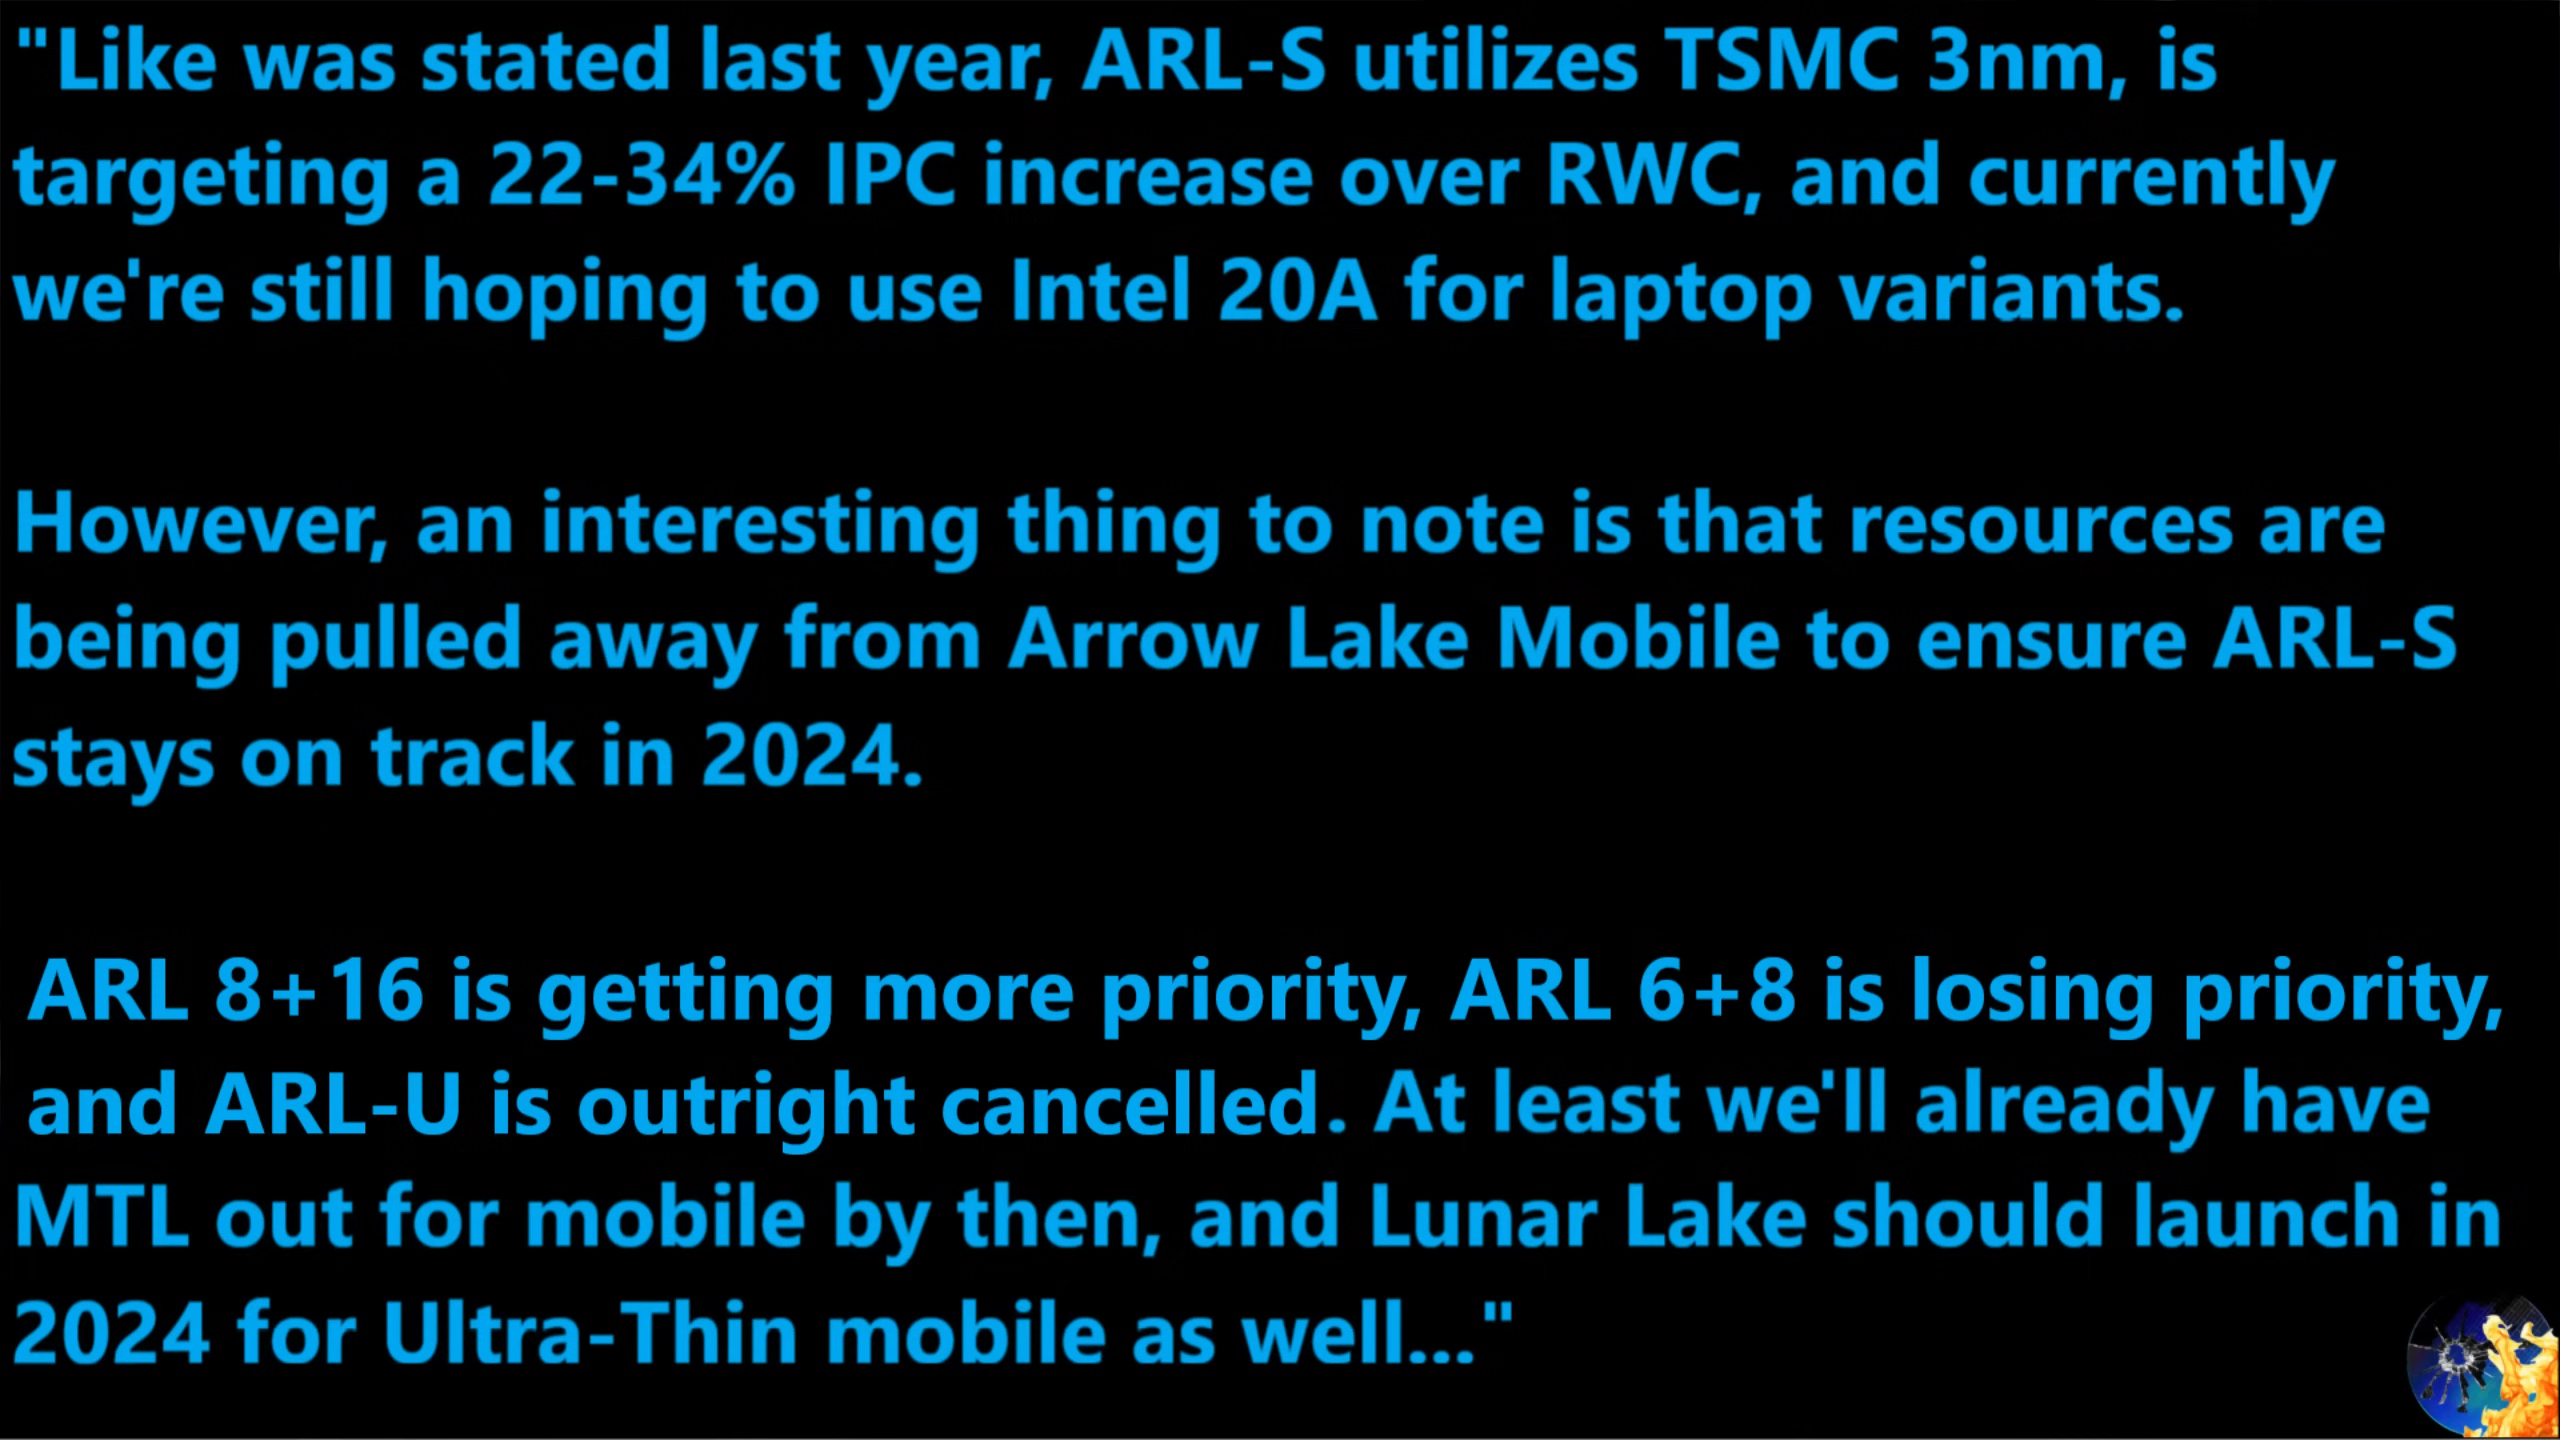 "Like was stated last year, ARL-S utilizes TSMC 3nm, is
targeting a 22-34% IPC increase over RWC, and currently
we're still hoping to use Intel 20A for laptop variants.
However, an interesting thing to note is that resources are
being pulled away from Arrow Lake Mobile to ensure ARL-S
stays on track in 2024.
ARL 8+16 is getting more priority, ARL 6+8 is losing priority,
and ARL-U is outright cancelled. At least we'll already have
MTL out for mobile by then, and Lunar Lake should launch in
2024 for Ultra-Thin mobile as well..."